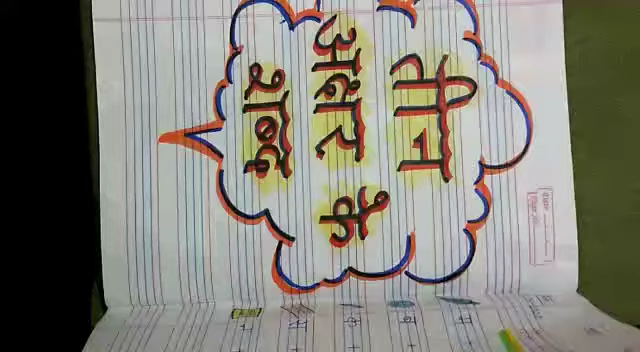 तीन
अक्षर के
शब्द